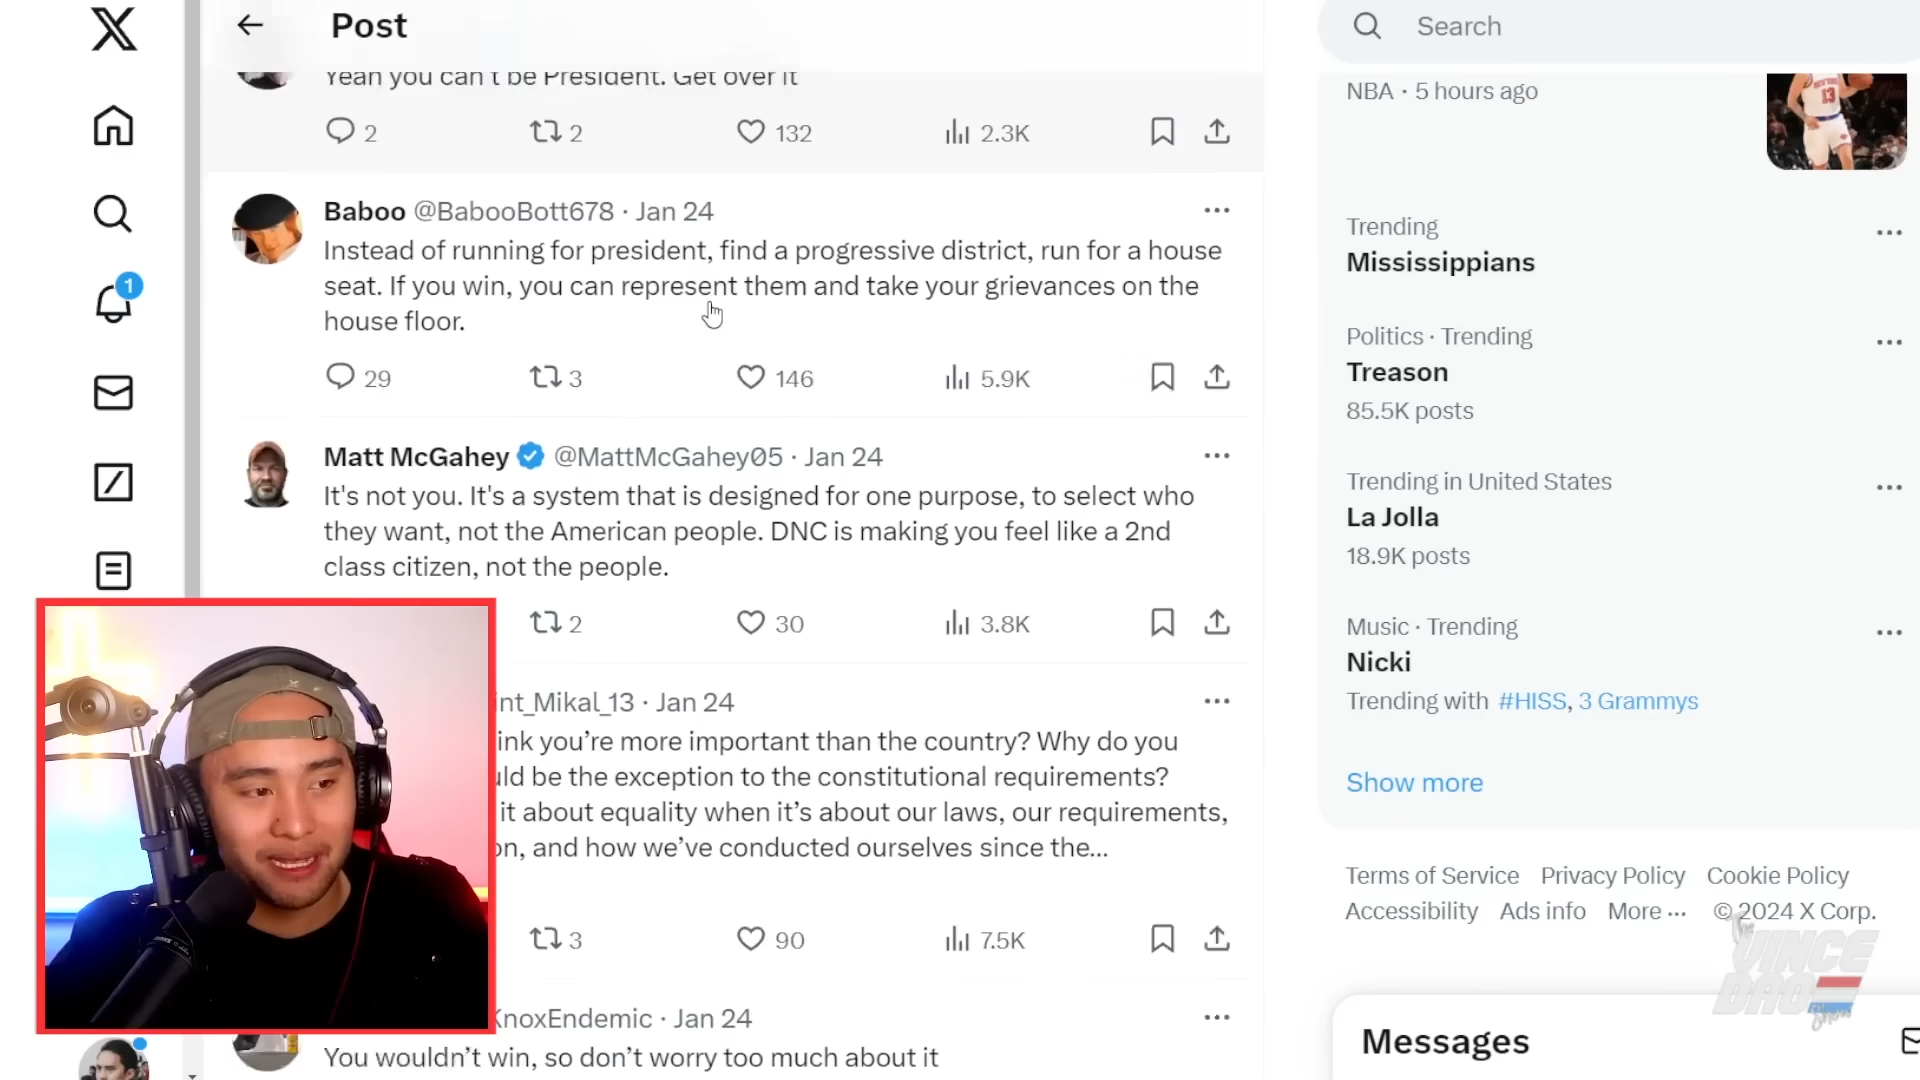 Post
Yeah you can't be President. Get over it
2 2 132 2.3K
Baboo @BabooBott678 · Jan 24
Instead of running for president, find a progressive district, run for a house
seat. If you win, you can represent them and take your grievances on the
house floor.
29 3 146 5.9K
Matt McGahey @MattMcGahey05 · Jan 24
It's not you. It's a system that is designed for one purpose, to select who
they want, not the American people. DNC is making you feel like a 2nd
class citizen, not the people.
2 30 3.8K
int_Mikal_13 · Jan 24
ink you're more important than the country? Why do you
uld be the exception to the constitutional requirements?
it about equality when it's about our laws, our requirements,
on, and how we've conducted ourselves since the...
3 90 7.5K
KnoxEndemic · Jan 24
You wouldn't win, so don't worry too much about it
1
Search
NBA · 5 hours ago
Trending
Mississippians
Politics · Trending
Treason
85.5K posts
Trending in United States
La Jolla
18.9K posts
Music · Trending
Nicki
Trending with #HISS, 3 Grammys
Show more
Terms of Service Privacy Policy Cookie Policy
Accessibility Ads info More ... © 2024 X Corp.
The
VINCE
DAO
Show
Messages